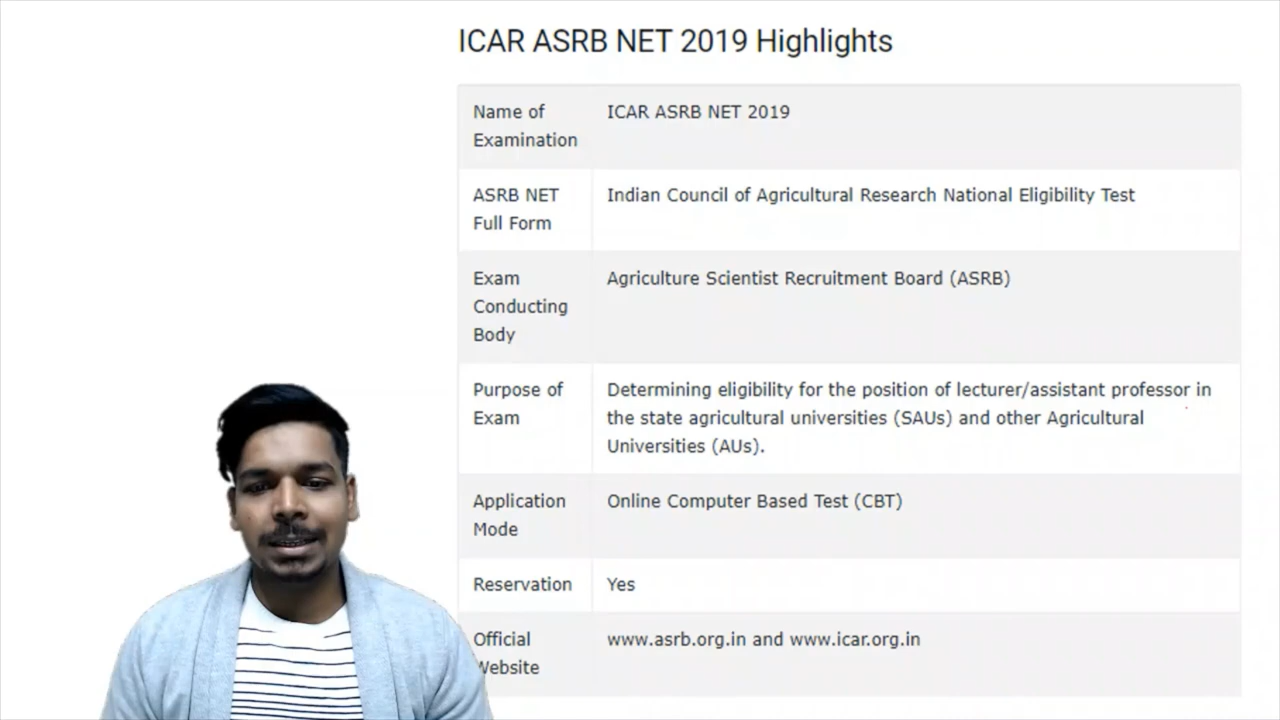 ICAR ASRB NET 2019 Highlights
Name of
Examination
ICAR ASRB NET 2019
ASRB NET
Full Form
Indian Council of Agricultural Research National Eligibility Test
Exam
Conducting
Body
Agriculture Scientist Recruitment Board (ASRB)
Purpose of
Exam
Determining eligibility for the position of lecturer/assistant professor in
the state agricultural universities (SAUs) and other Agricultural
Universities (AUs).
Application
Mode
Online Computer Based Test (CBT)
Reservation
Yes
Official
Website
www.asrb.org.in and www.icar.org.in